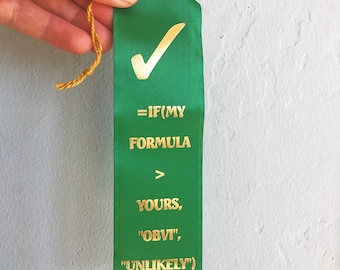 =IF(MY
FORMULA
>
YOURS,
"OBVI",
"UNLIKELY")